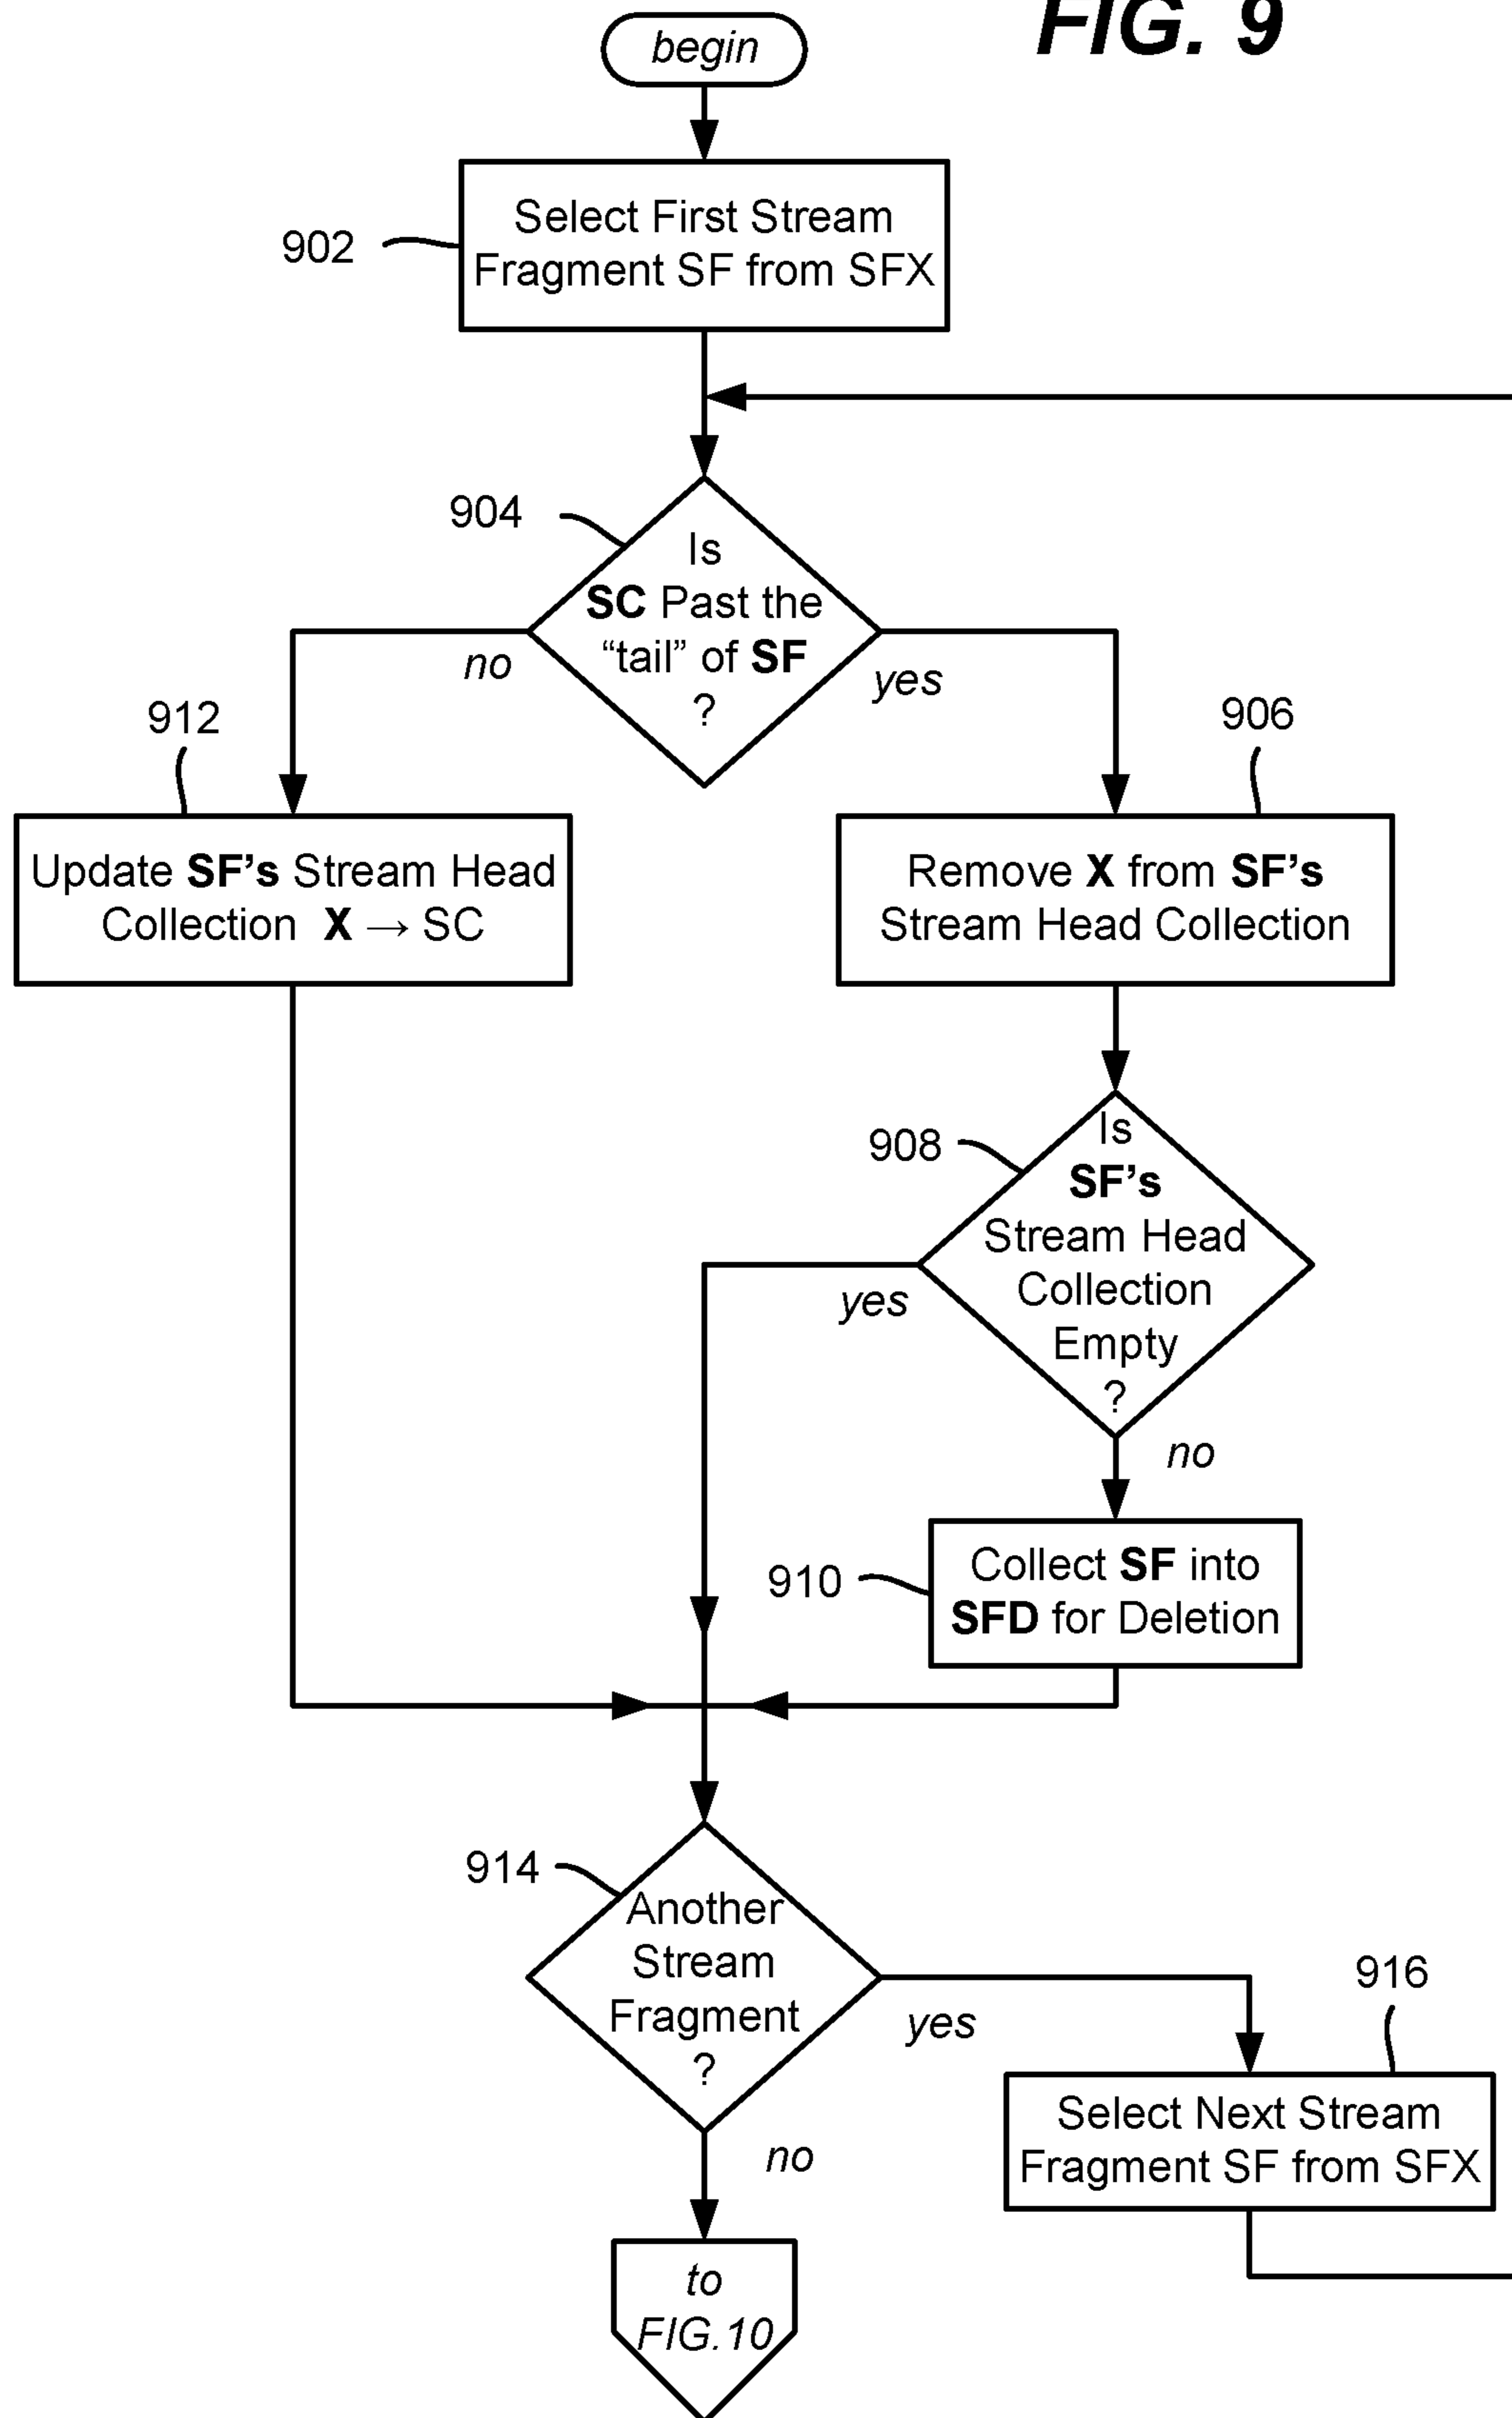 FIG. 9
begin
902
Select First Stream
Fragment SF from SFX
904
Is
SC Past the
“tail” of SF
?
no
yes
912
Update SF’s Stream Head
Collection X → SC
906
Remove X from SF’s
Stream Head Collection
908
Is
SF’s
Stream Head
Collection
Empty
?
yes
no
910
Collect SF into
SFD for Deletion
914
Another
Stream
Fragment
?
yes
no
916
Select Next Stream
Fragment SF from SFX
to
FIG.10